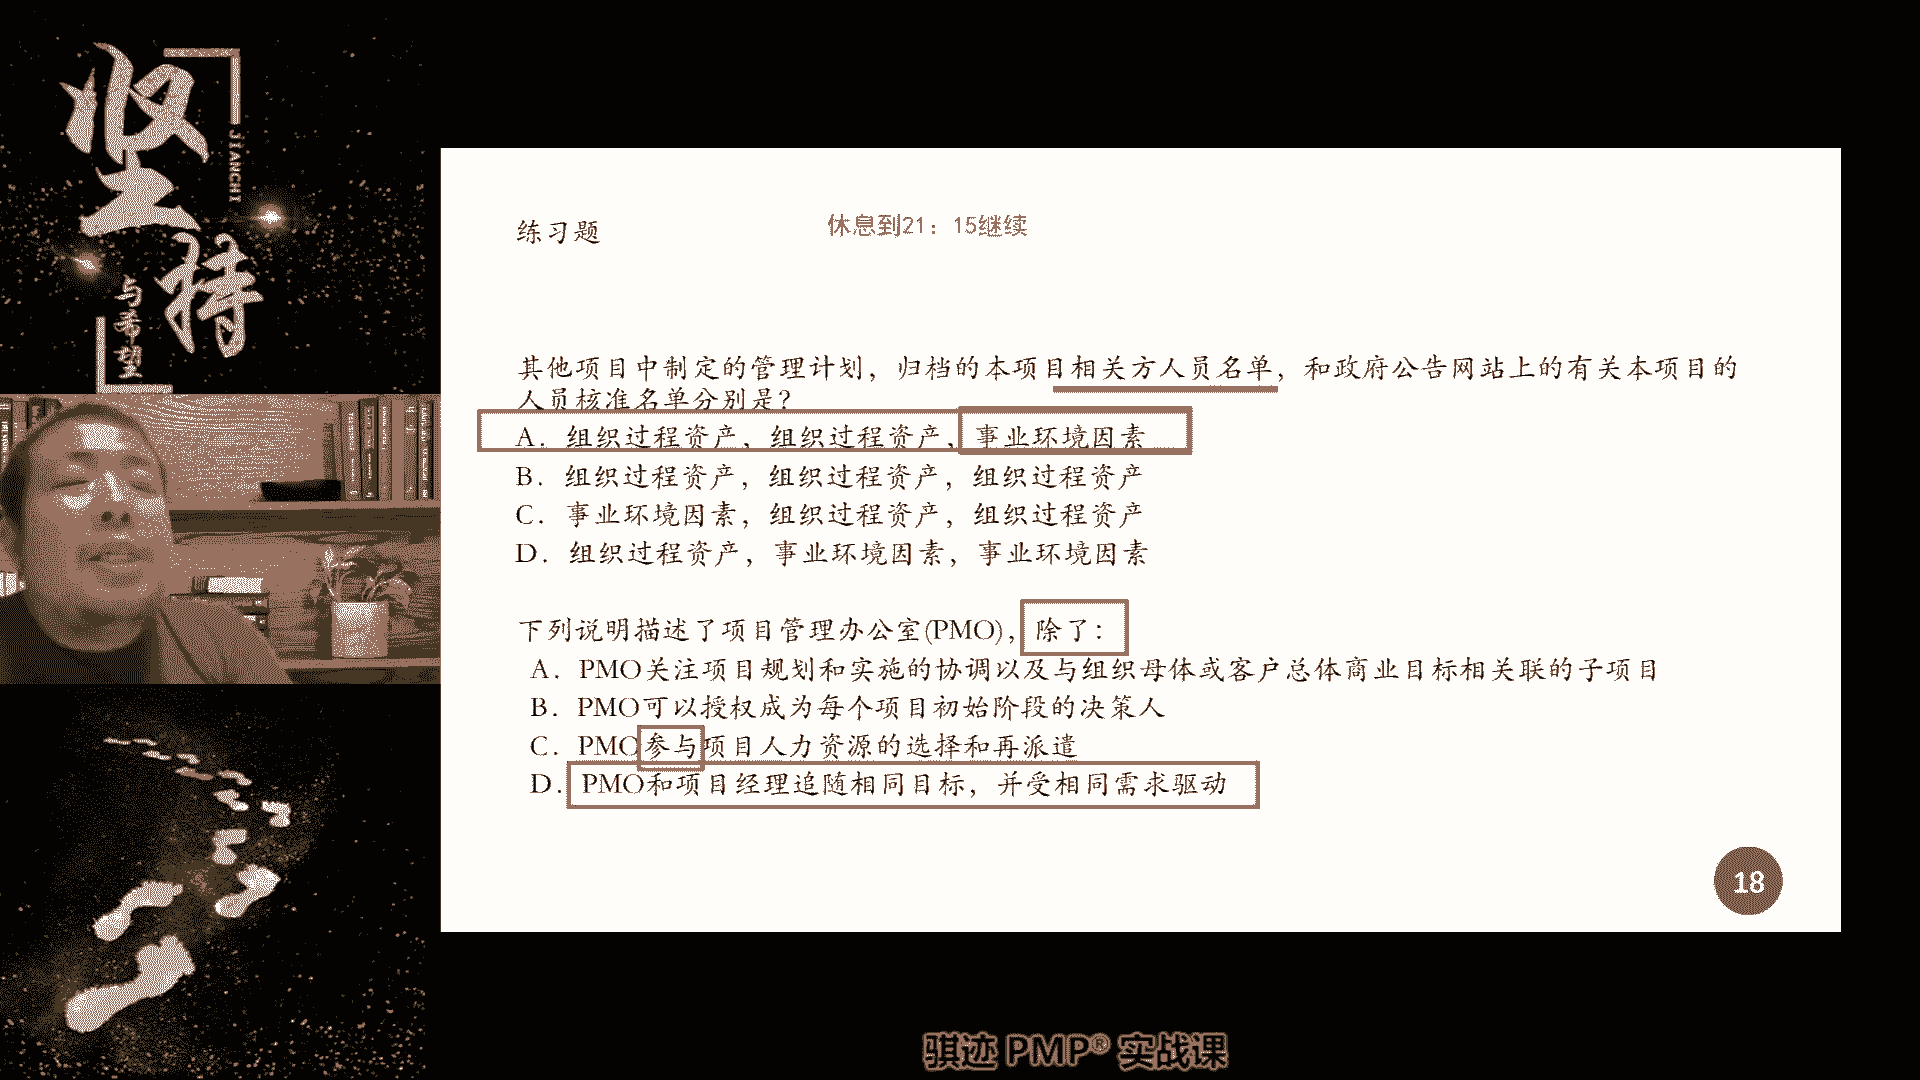 坚持
JIANCHI
与希望
练习题
休息到21：15继续
其他项目中制定的管理计划，归档的本项目相关方人员名单，和政府公告网站上的有关本项目的
人员核准名单分别是？
A．组织过程资产，组织过程资产，事业环境因素
B．组织过程资产，组织过程资产，组织过程资产
C．事业环境因素，组织过程资产，组织过程资产
D．组织过程资产，事业环境因素，事业环境因素
下列说明描述了项目管理办公室(PMO)，除了：
A．PMO关注项目规划和实施的协调以及与组织母体或客户总体商业目标相关联的子项目
B．PMO可以授权成为每个项目初始阶段的决策人
C．PMO参与项目人力资源的选择和再派遣
D．PMO和项目经理追随相同目标，并受相同需求驱动
18
骐迹 PMP® 实战课